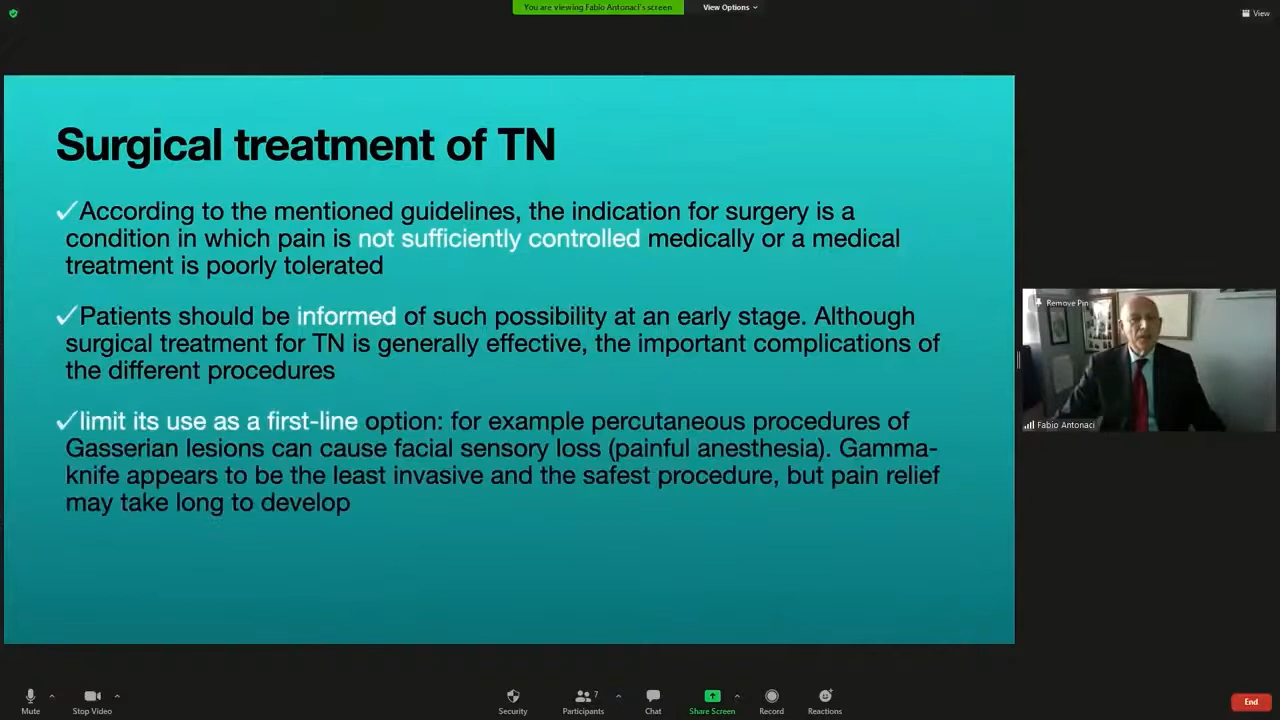 You are viewing Fabio Antonaci's screen
View Options
View
Surgical treatment of TN
✓According to the mentioned guidelines, the indication for surgery is a
condition in which pain is not sufficiently controlled medically or a medical
treatment is poorly tolerated
✓Patients should be informed of such possibility at an early stage. Although
surgical treatment for TN is generally effective, the important complications of
the different procedures
✓limit its use as a first-line option: for example percutaneous procedures of
Gasserian lesions can cause facial sensory loss (painful anesthesia). Gamma-
knife appears to be the least invasive and the safest procedure, but pain relief
may take long to develop
Remove Pin
Fabio Antonaci
Mute
Stop Video
Security
Participants
7
Chat
Share Screen
Record
Reactions
End